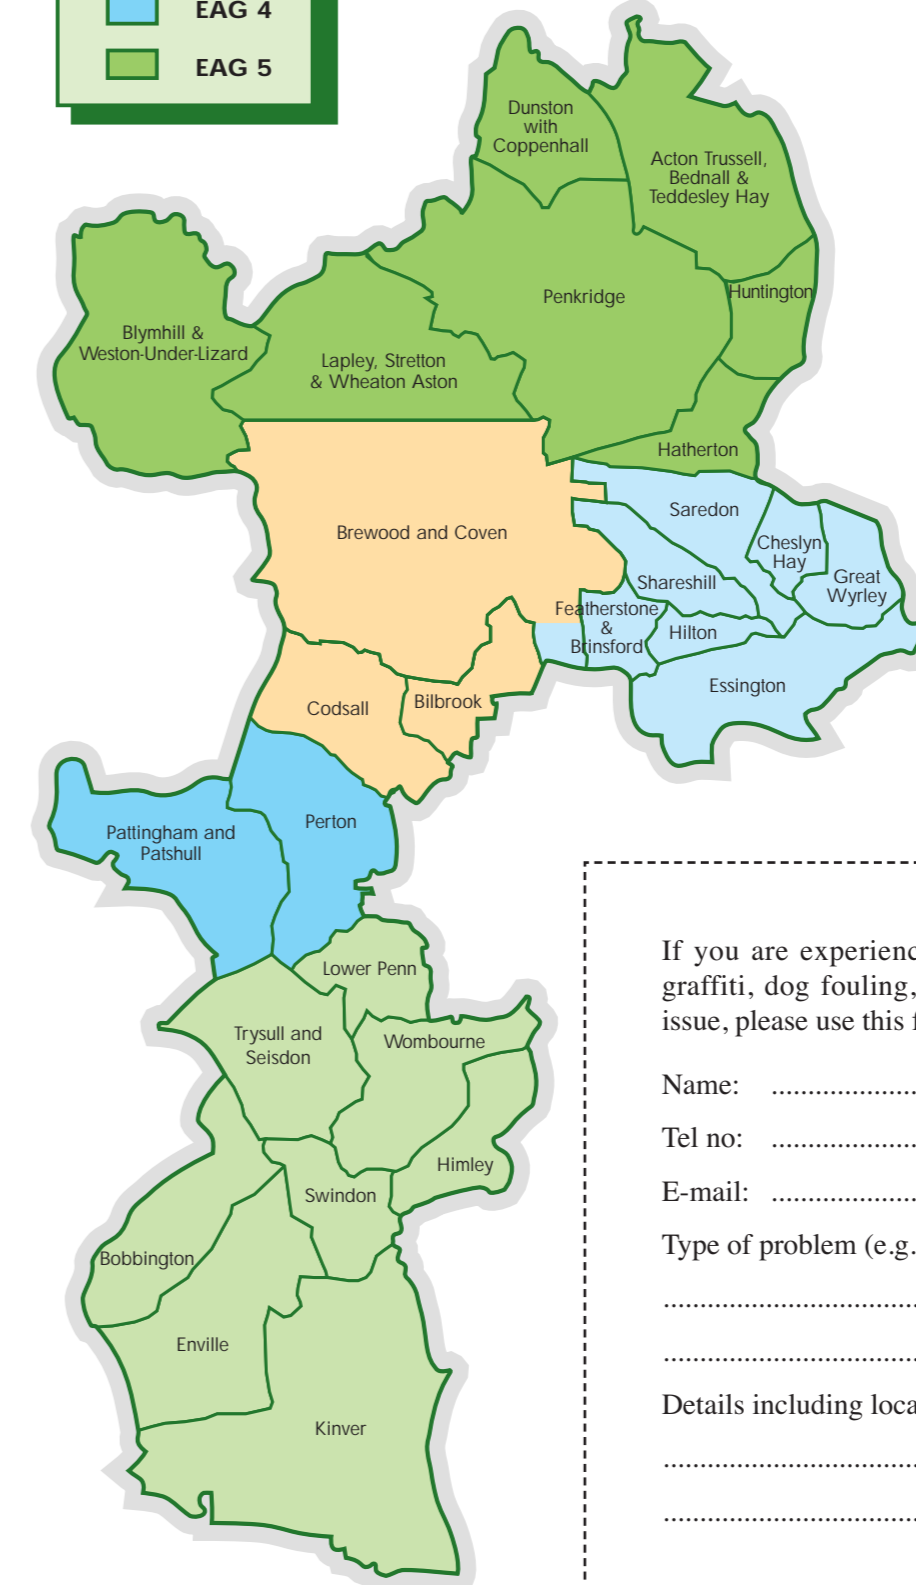 EAG 4
EAG 5
Dunston
with
Coppenhall
Acton Trussell,
Bednall &
Teddesley Hay
Huntington
Penkridge
Blymhill &
Weston-Under-Lizard
Lapley, Stretton
& Wheaton Aston
Hatherton
Saredon
Brewood and Coven
Cheslyn
Hay
Great
Wyrley
Shareshill
Featherstone
&
Brinsford
Hilton
Essington
Codsall
Bilbrook
Perton
Pattingham and
Patshull
Lower Penn
Trysull and
Seisdon
Wombourne
Himley
Swindon
Bobbington
Enville
Kinver
If you are experienc
graffiti, dog fouling,
issue, please use this f
Name: ....................
Tel no: ....................
E-mail: ....................
Type of problem (e.g.
....................................
....................................
Details including loca
....................................
....................................